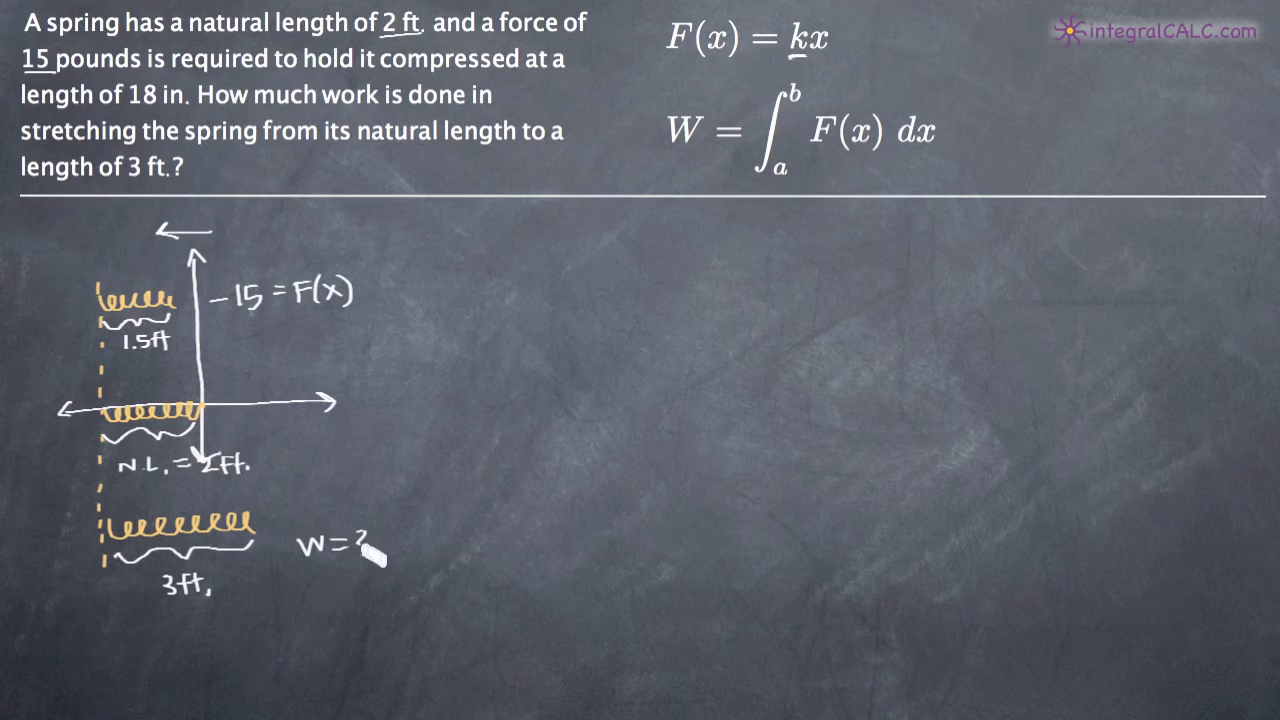 A spring has a natural length of 2 ft. and a force of
15 pounds is required to hold it compressed at a
length of 18 in. How much work is done in
stretching the spring from its natural length to a
length of 3 ft.?
F(x) = kx
W = ∫_a^b F(x) dx
integralCALC.com
-15 = F(x)
1.5ft
N.L. = 2ft.
W = ?
3ft.